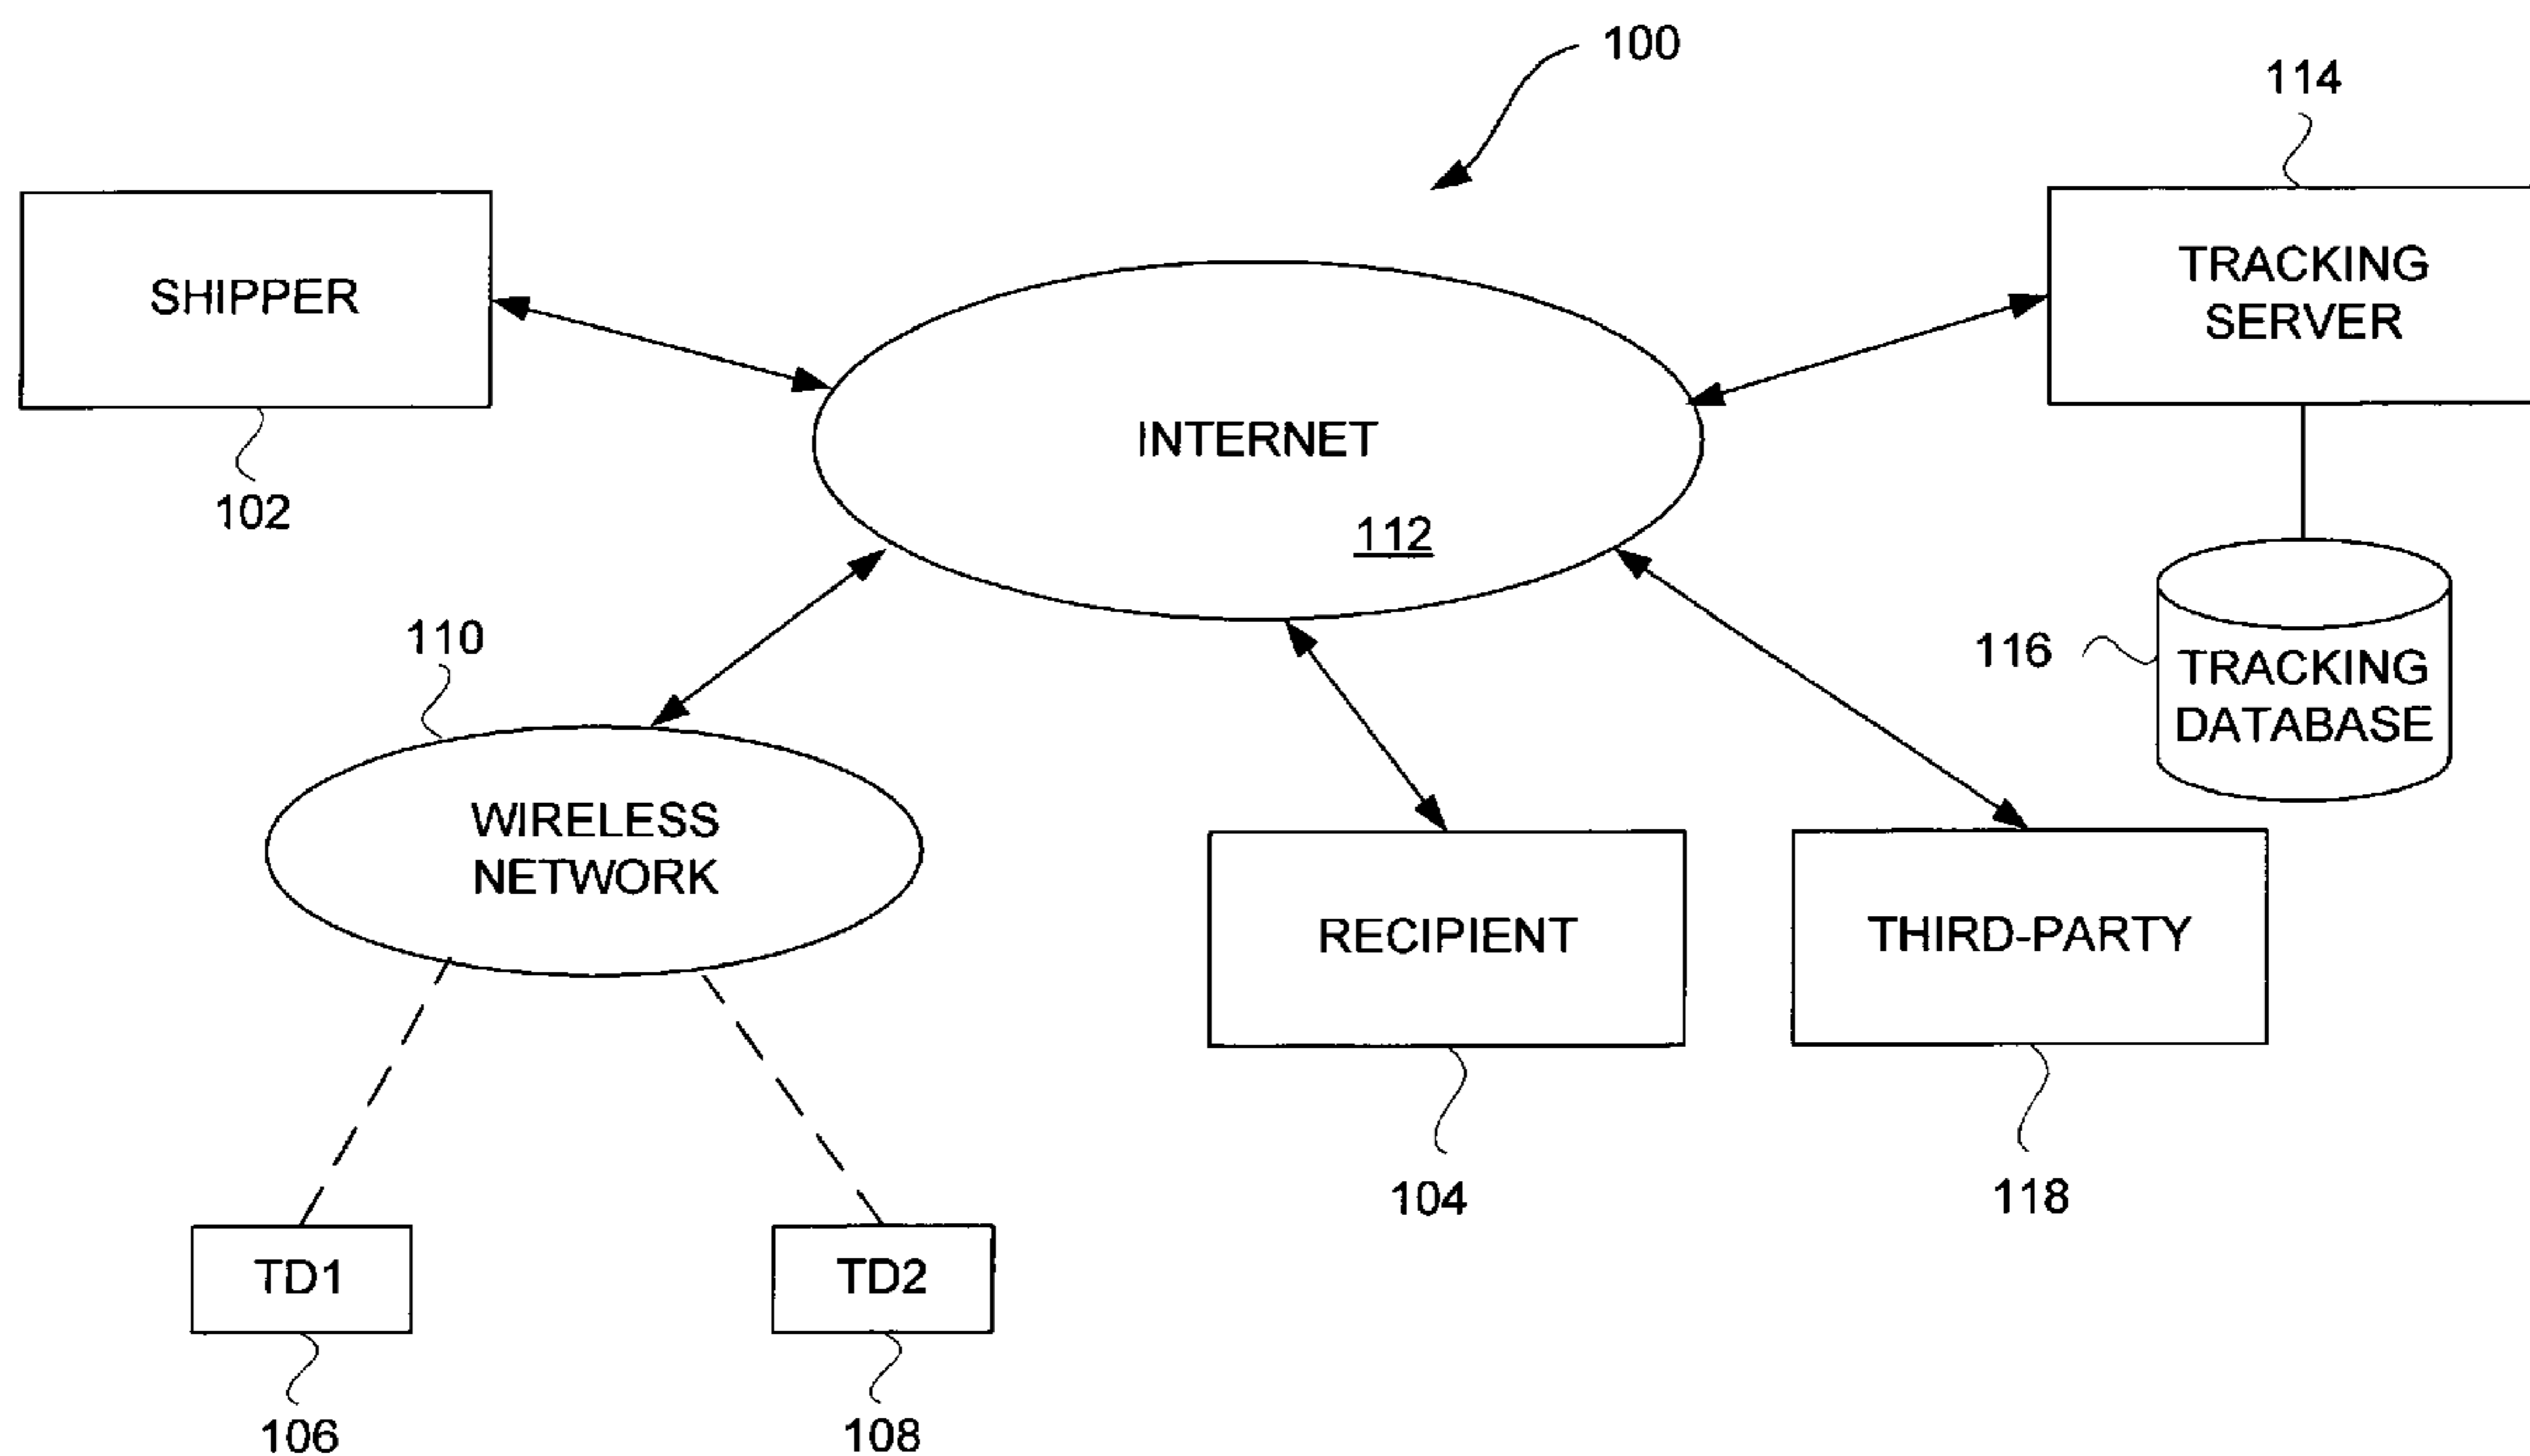 100
114
SHIPPER
TRACKING
SERVER
102
INTERNET
112
110
116
TRACKING
DATABASE
WIRELESS
NETWORK
RECIPIENT
THIRD-PARTY
104
118
TD1
TD2
106
108